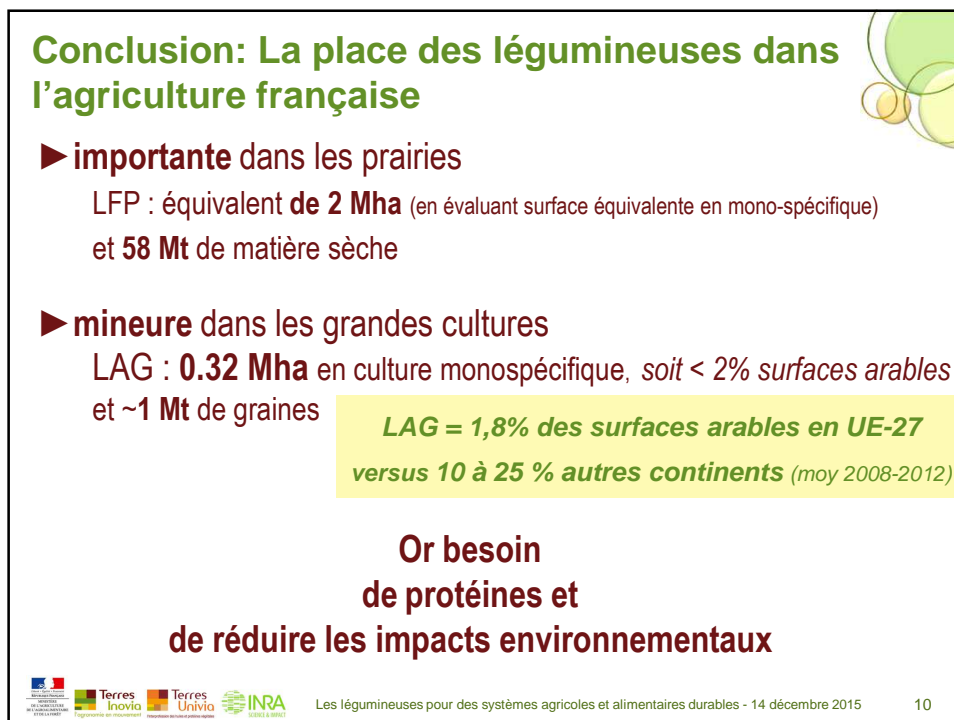 Conclusion: La place des légumineuses dans
l'agriculture française
►importante dans les prairies
LFP : équivalent de 2 Mha (en évaluant surface équivalente en mono-spécifique)
et 58 Mt de matière sèche
►mineure dans les grandes cultures
LAG : 0.32 Mha en culture monospécifique, soit < 2% surfaces arables
et ~1 Mt de graines
LAG = 1,8% des surfaces arables en UE-27
versus 10 à 25 % autres continents (moy 2008-2012)
Or besoin
de protéines et
de réduire les impacts environnementaux
Terres
Inovia
l'agronomie en mouvement
Terres
Univia
INRA
SCIENCE & IMPACT
Les légumineuses pour des systèmes agricoles et alimentaires durables - 14 décembre 2015
10